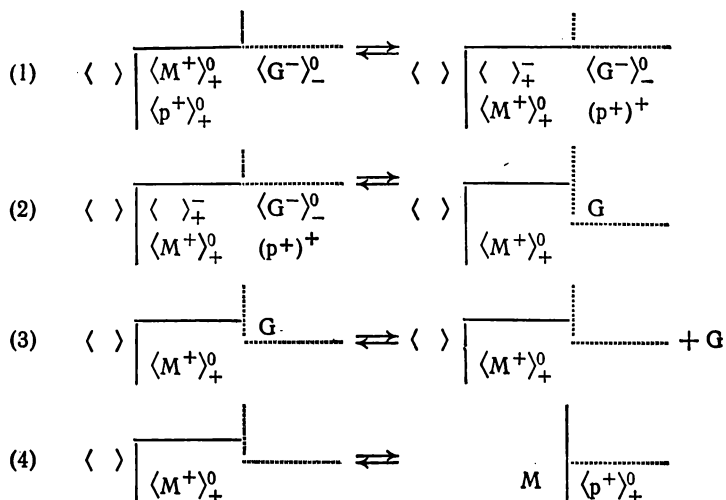 (1) ⟨ ⟩ ⟨M⁺⟩⁰₊ ⟨G⁻⟩⁰₋ ⇌ ⟨ ⟩ ⟨ ⟩⁻₊ ⟨G⁻⟩⁰₋
⟨p⁺⟩⁰₊ ⟨M⁺⟩⁰₊ (p+)⁺
(2) ⟨ ⟩ ⟨ ⟩⁻₊ ⟨G⁻⟩⁰₋ ⇌ ⟨ ⟩ G
⟨M⁺⟩⁰₊ (p+)⁺ ⟨M⁺⟩⁰₊
(3) ⟨ ⟩ G ⇌ ⟨ ⟩ + G
⟨M⁺⟩⁰₊ ⟨M⁺⟩⁰₊
(4) ⟨ ⟩ ⇌
⟨M⁺⟩⁰₊ M ⟨p⁺⟩⁰₊